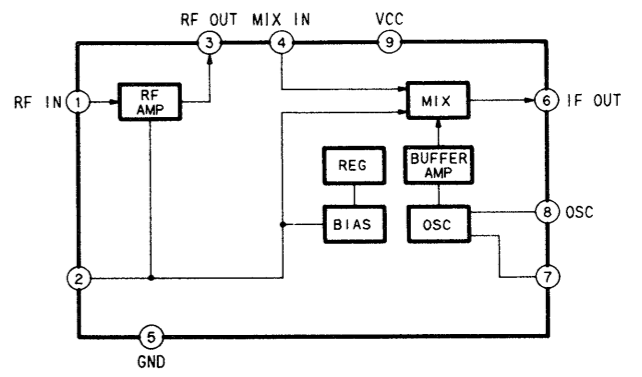 RF OUT MIX IN VCC
3 4 9
RF IN 1 RF AMP MIX 6 IF OUT
REG BUFFER AMP
BIAS OSC 8 OSC
2 7
5
GND